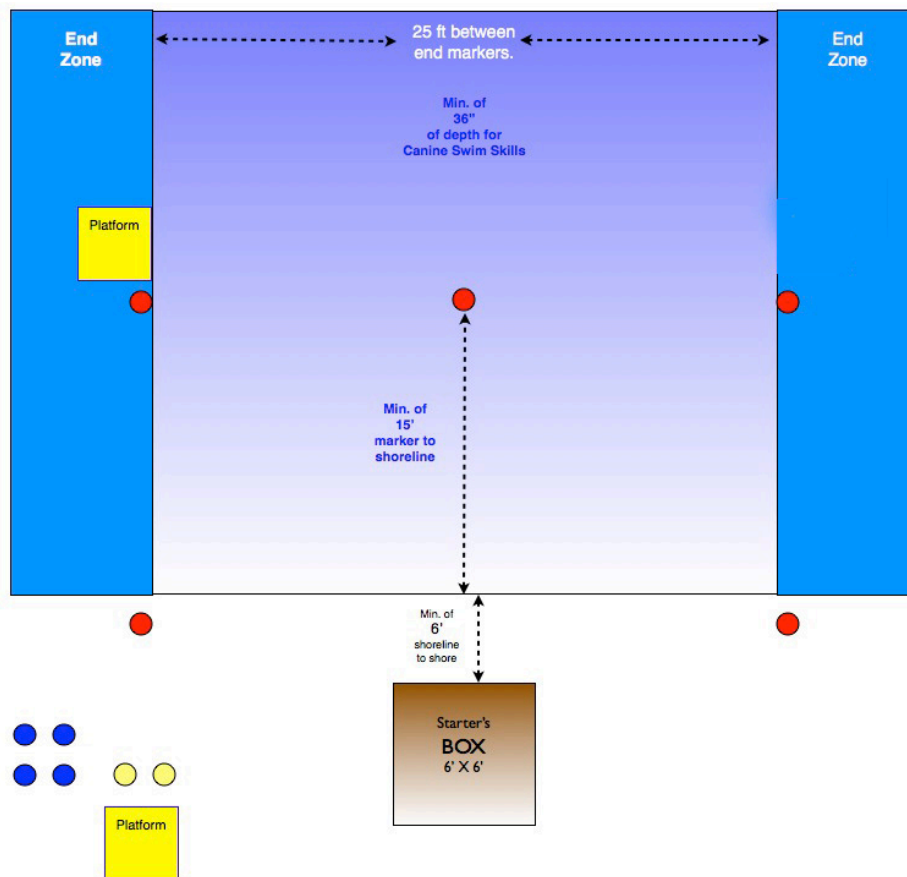 End
Zone
25 ft between
end markers.
End
Zone
Min. of
36"
of depth for
Canine Swim Skills
Platform
Min. of
15'
marker to
shoreline
Min. of
6'
shoreline
to shore
Starter's
BOX
6' X 6'
Platform